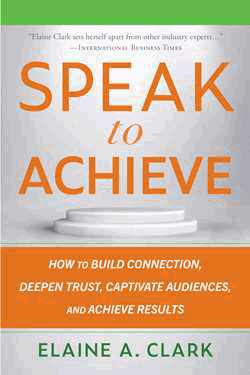 "Elaine Clark sets herself apart from other industry experts…"
—INTERNATIONAL BUSINESS TIMES
SPEAK
to
ACHIEVE
HOW TO BUILD CONNECTION,
DEEPEN TRUST, CAPTIVATE AUDIENCES,
AND ACHIEVE RESULTS
ELAINE A. CLARK